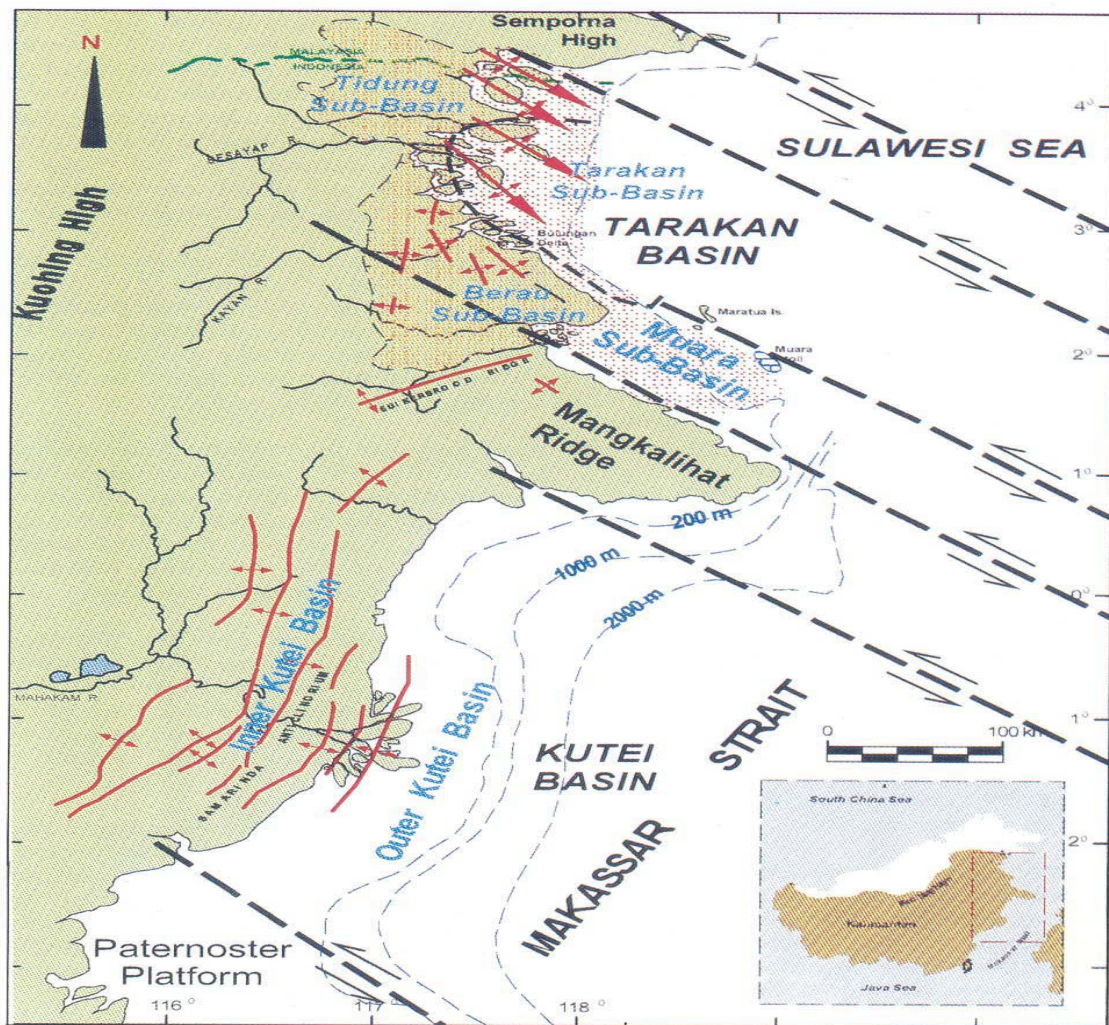 Semporna
High
N
MALAYASIA
INDONESIA
Tidung
Sub-Basin
4°
SULAWESI SEA
SESAYAP R.
Tarakan
Sub-Basin
Kuching High
TARAKAN
BASIN
3°
Bulungan
Delta
KAYAN R
Berau
Sub-Basin
Maratua Is
Muara
Sub-Basin
Muara
2°
Mangkalihat
Ridge
1°
200 m
1000 m
2000-m
0°
Inner Kutei Basin
MAHAKAM R
SAMARINDA
ANTICLINORIUM
Outer Kutei Basin
KUTEI
BASIN
MAKASSAR STRAIT
1°
0
100 km
South China Sea
Kalimantan
Java Sea
2°
Paternoster
Platform
116°
117°
118°